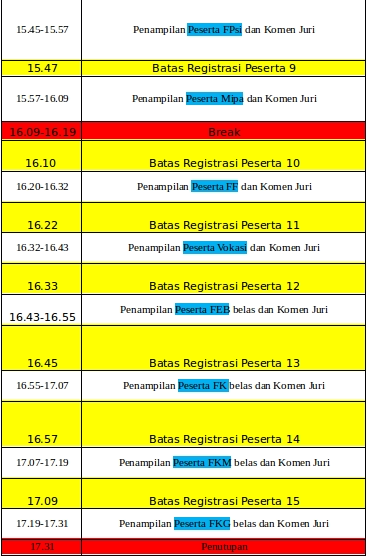 15.45-15.57 Penampilan Peserta FPsi dan Komen Juri
15.47 Batas Registrasi Peserta 9
15.57-16.09 Penampilan Peserta Mipa dan Komen Juri
16.09-16.19 Break
16.10 Batas Registrasi Peserta 10
16.20-16.32 Penampilan Peserta FF dan Komen Juri
16.22 Batas Registrasi Peserta 11
16.32-16.43 Penampilan Peserta Vokasi dan Komen Juri
16.33 Batas Registrasi Peserta 12
16.43-16.55 Penampilan Peserta FEB belas dan Komen Juri
16.45 Batas Registrasi Peserta 13
16.55-17.07 Penampilan Peserta FK belas dan Komen Juri
16.57 Batas Registrasi Peserta 14
17.07-17.19 Penampilan Peserta FKM belas dan Komen Juri
17.09 Batas Registrasi Peserta 15
17.19-17.31 Penampilan Peserta FKG belas dan Komen Juri
17.31 Penutupan